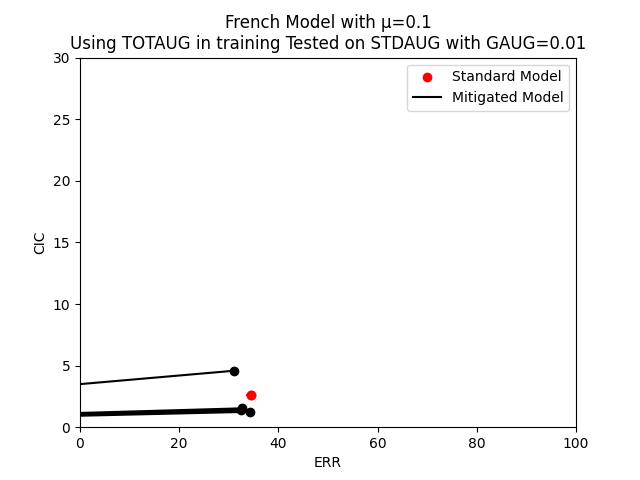 French Model with μ=0.1
Using TOTAUG in training Tested on STDAUG with GAUG=0.01
30
25
20
15
10
5
0
CIC
0 20 40 60 80 100
ERR
Standard Model
Mitigated Model